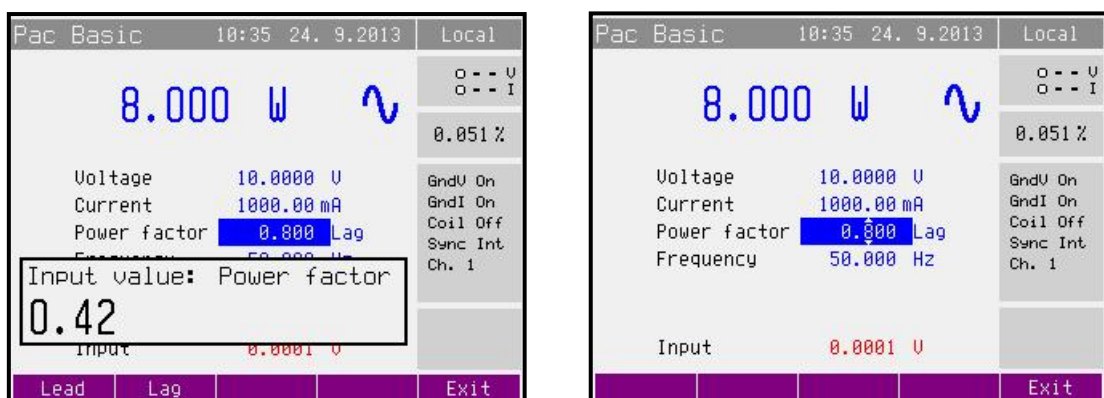 Pac Basic 10:35 24. 9.2013 Local
o-- V
o-- I
8.000 W
0.051%
Voltage 10.0000 V
Current 1000.00 mA
Power factor 0.800 Lag
GndV On
GndI On
Coil Off
Sync Int
Ch. 1
Input value: Power factor
0.42
Input 0.0001 V
Lead Lag Exit
Pac Basic 10:35 24. 9.2013 Local
o-- V
o-- I
8.000 W
0.051%
Voltage 10.0000 V
Current 1000.00 mA
Power factor 0.800 Lag
Frequency 50.000 Hz
GndV On
GndI On
Coil Off
Sync Int
Ch. 1
Input 0.0001 V
Exit